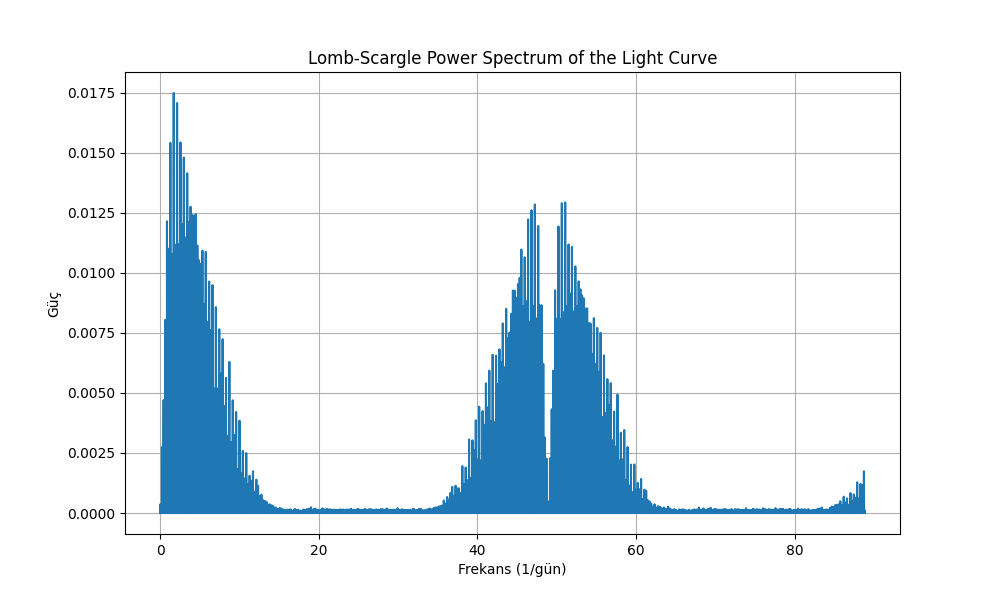 Lomb-Scargle Power Spectrum of the Light Curve
Güç
0.0175
0.0150
0.0125
0.0100
0.0075
0.0050
0.0025
0.0000
0 20 40 60 80
Frekans (1/gün)